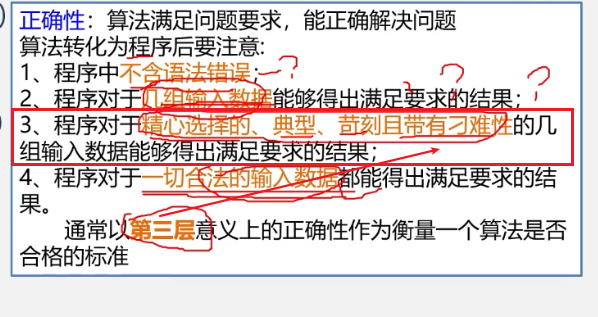 正确性：算法满足问题要求，能正确解决问题
算法转化为程序后要注意:
1、程序中不含语法错误；
2、程序对于几组输入数据能够得出满足要求的结果；
3、程序对于精心选择的、典型、苛刻且带有刁难性的几
组输入数据能够得出满足要求的结果；
4、程序对于一切合法的输入数据都能得出满足要求的结
果。
通常以第三层意义上的正确性作为衡量一个算法是否
合格的标准